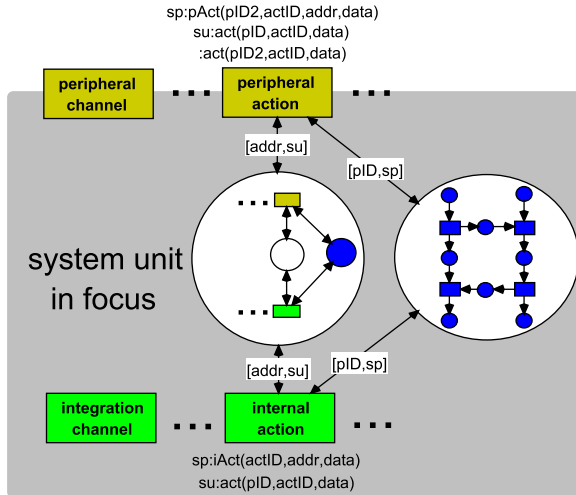 sp:pAct(pID2,actID,addr,data)
su:act(pID,actID,data)
:act(pID2,actID,data)
peripheral
channel
peripheral
action
[addr,su]
[pID,sp]
system unit
in focus
[addr,su]
[pID,sp]
integration
channel
internal
action
sp:iAct(actID,addr,data)
su:act(pID,actID,data)